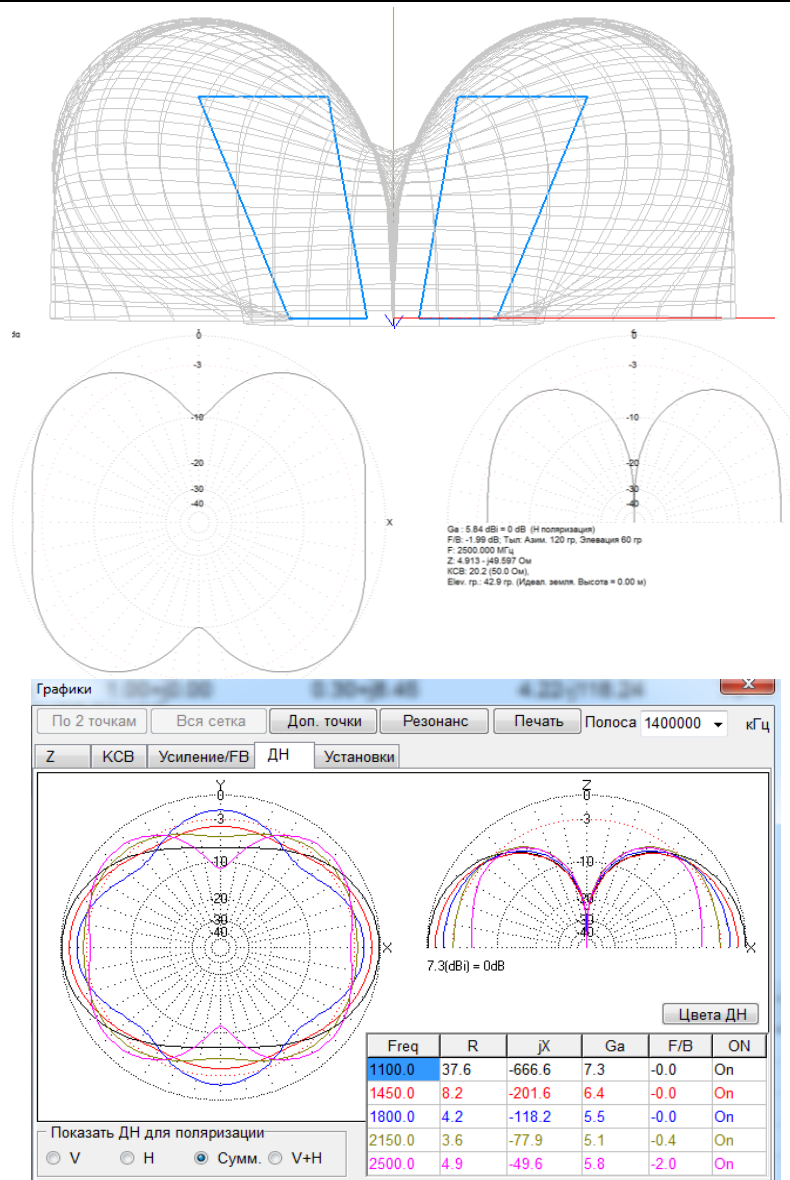 0
-3
-10
-20
-30
-40
X
-3
-10
-20
-30
-40
Ga : 5.84 dBi = 0 dB (Н поляризация)
F/B: -1.99 dB; Тыл: Азим. 120 гр, Элевация 60 гр
F: 2500.000 МГц
Z: 4.913 - j49.597 Ом
КСВ: 20.2 (50.0 Ом),
Elev. гр.: 42.9 гр. (Идеал. земля. Высота = 0.00 м)
Графики
По 2 точкам Вся сетка Доп. точки Резонанс Печать Полоса 1400000 кГц
Z КСВ Усиление/FB ДН Установки
Y
0
-3
-10
-20
-30
-40
X
Z
0
-3
-10
-20
-30
-40
X
7.3(dBi) = 0dB
Цвета ДН
Freq R jX Ga F/B ON
1100.0 37.6 -666.6 7.3 -0.0 On
1450.0 8.2 -201.6 6.4 -0.0 On
1800.0 4.2 -118.2 5.5 -0.0 On
2150.0 3.6 -77.9 5.1 -0.4 On
2500.0 4.9 -49.6 5.8 -2.0 On
Показать ДН для поляризации
V H Сумм. V+H